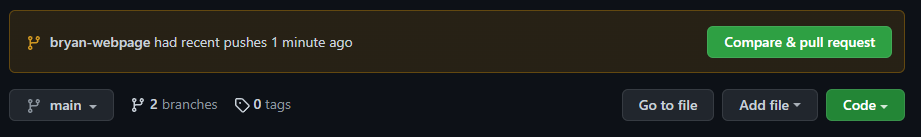 bryan-webpage had recent pushes 1 minute ago Compare & pull request
main 2 branches 0 tags Go to file Add file Code